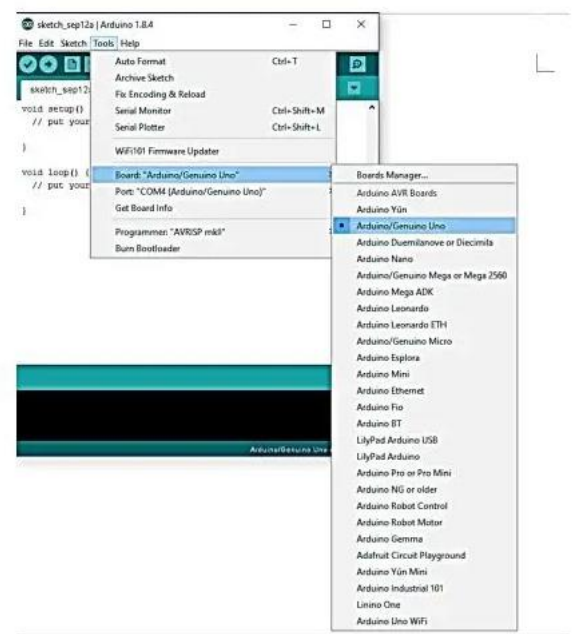 sketch_sep12a | Arduino 1.8.4
File Edit Sketch Tools Help
sketch_sep12
void setup() {
// put your
}
void loop() {
// put your
}
Auto Format Ctrl+T
Archive Sketch
Fix Encoding & Reload
Serial Monitor Ctrl+Shift+M
Serial Plotter Ctrl+Shift+L
WiFi101 Firmware Updater
Board: "Arduino/Genuino Uno"
Port: "COM4 (Arduino/Genuino Uno)"
Get Board Info
Programmer: "AVRISP mkII"
Burn Bootloader
Boards Manager...
Arduino AVR Boards
Arduino Yún
Arduino/Genuino Uno
Arduino Duemilanove or Diecimila
Arduino Nano
Arduino/Genuino Mega or Mega 2560
Arduino Mega ADK
Arduino Leonardo
Arduino Leonardo ETH
Arduino/Genuino Micro
Arduino Esplora
Arduino Mini
Arduino Ethernet
Arduino Fio
Arduino BT
LilyPad Arduino USB
LilyPad Arduino
Arduino Pro or Pro Mini
Arduino NG or older
Arduino Robot Control
Arduino Robot Motor
Arduino Gemma
Adafruit Circuit Playground
Arduino Yún Mini
Arduino Industrial 101
Linino One
Arduino Uno WiFi
Arduino/Genuino Uno